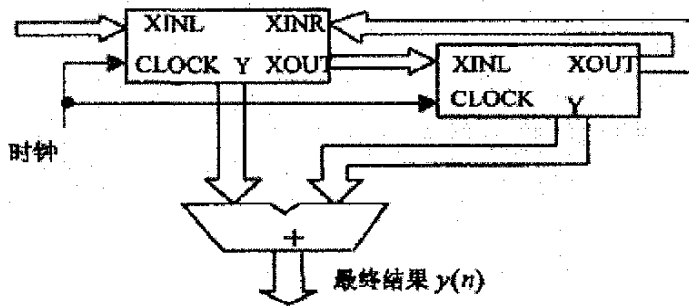 XINL XINR
CLOCK Y XOUT
XINL XOUT
CLOCK
Y
时钟
+
最终结果 y(n)